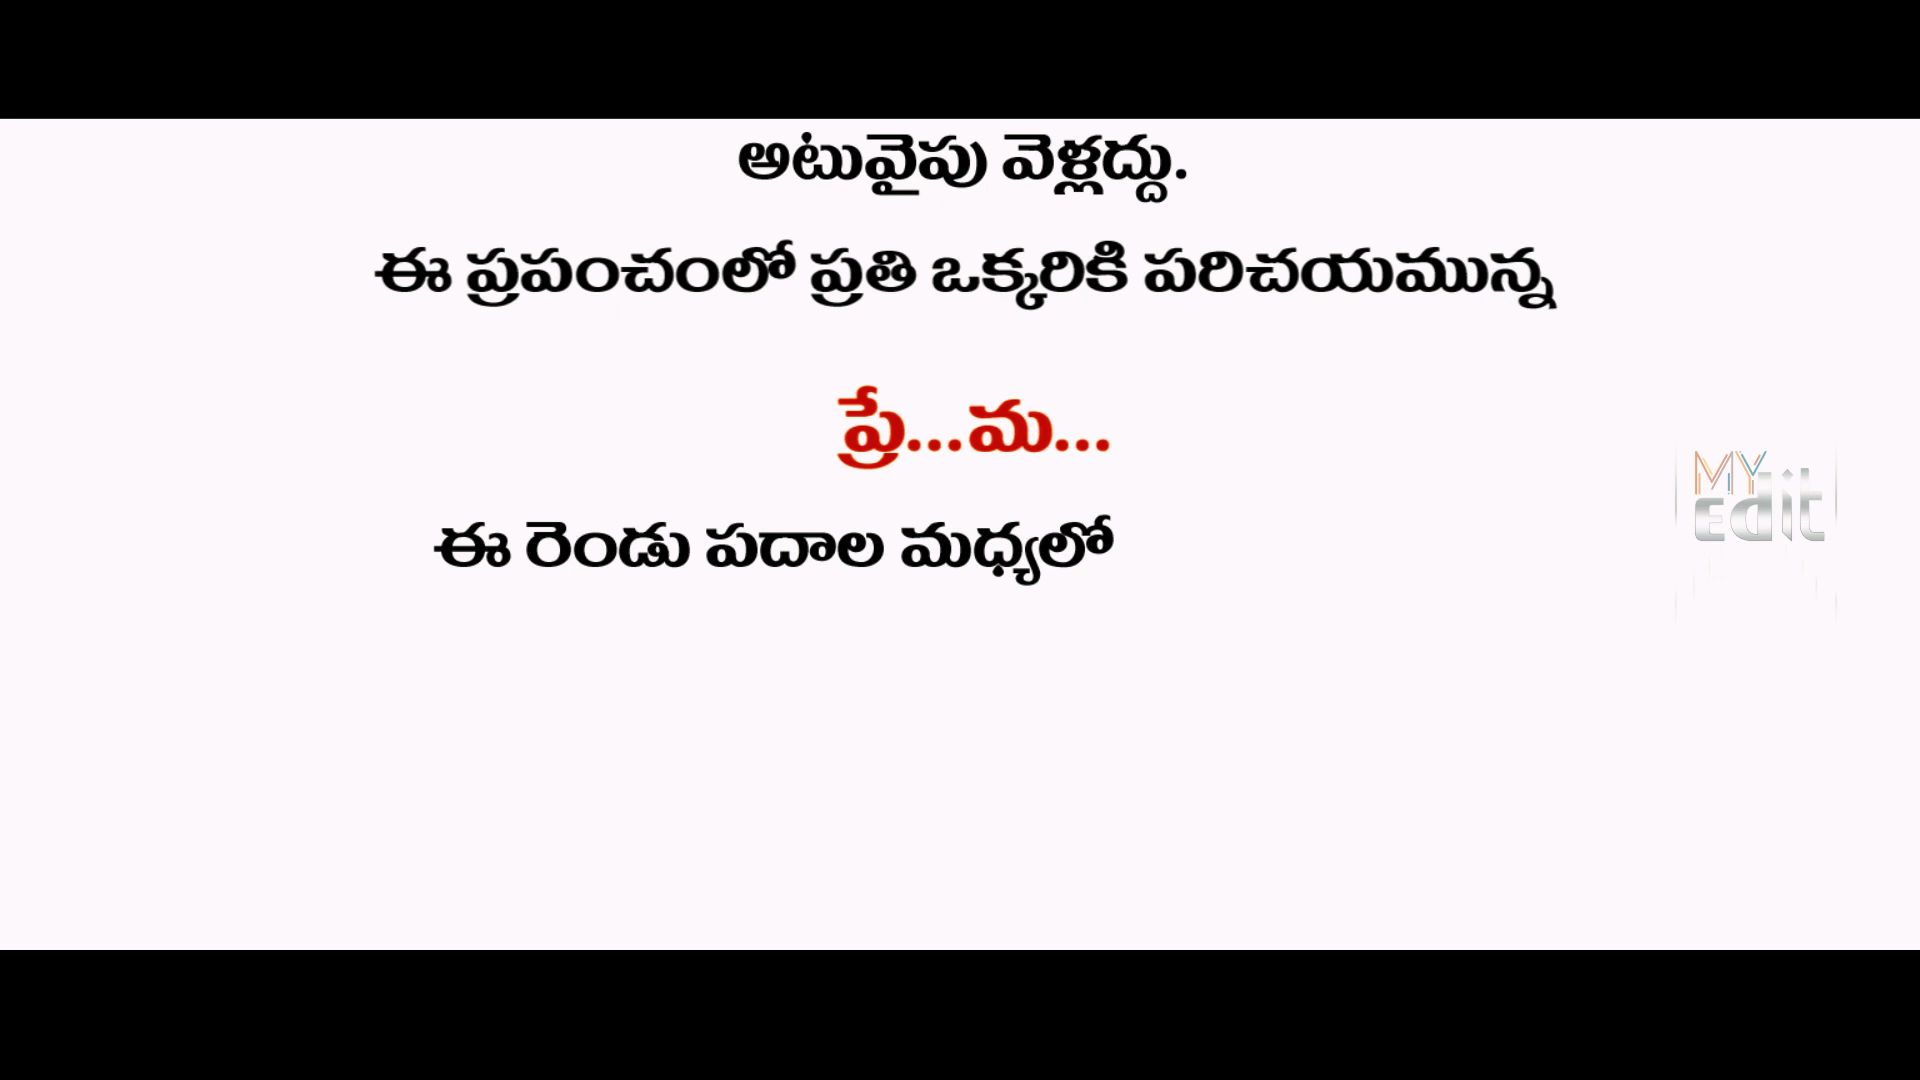 అటువైపు వెళ్లద్దు.
ఈ ప్రపంచంలో ప్రతి ఒక్కరికి పరిచయమున్న
ప్రే...మ...
ఈ రెండు పదాల మధ్యలో
MY
Edit